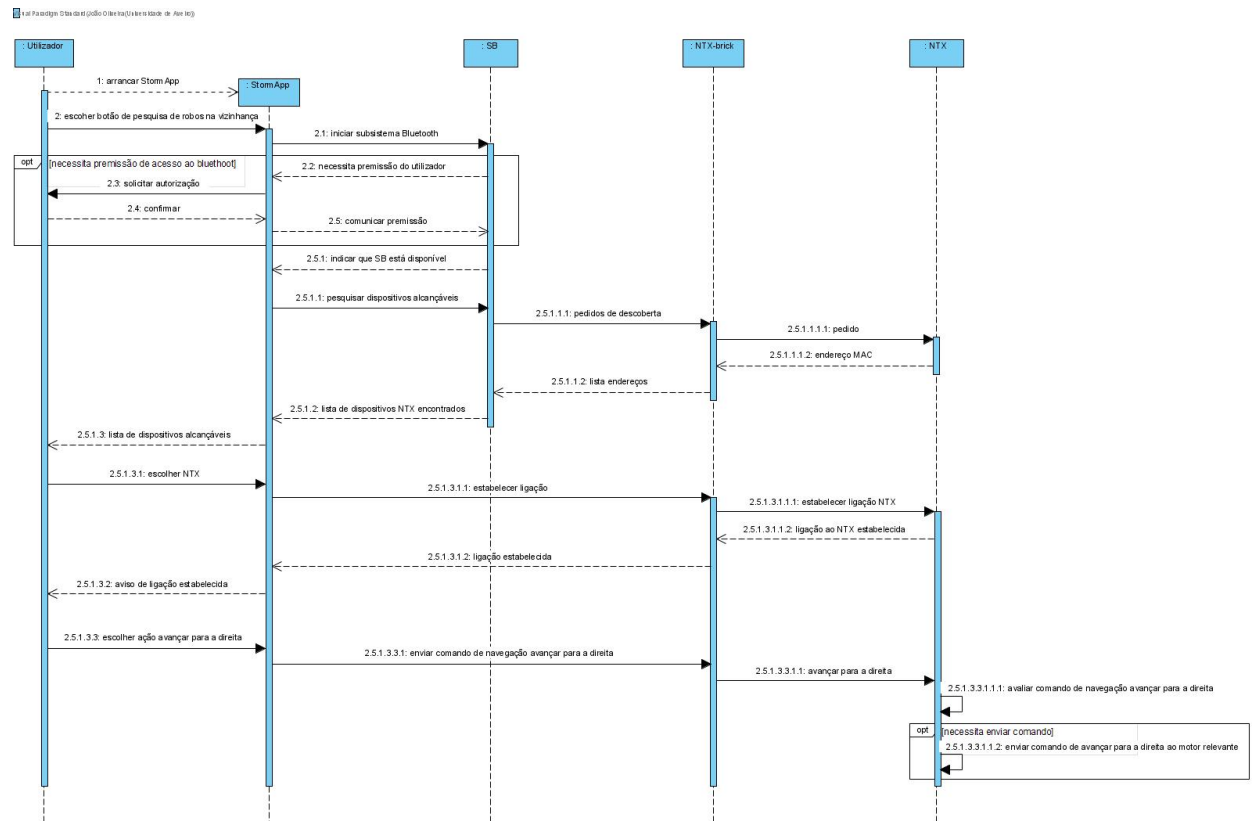 Paradigm Standard(João Oliveira(Universidade de Aveiro))
: Utilizador
: SB
: NTX-brick
: NTX
1: arrancar StormApp
: StormApp
2: escoher botão de pesquisa de robos na vizinhança
2.1: iniciar subsistema Bluetooth
opt
[necessita premissão de acesso ao bluethoot]
2.2: necessita premissão do utilizador
2.3: solicitar autorização
2.4: confirmar
2.5: comunicar premissão
2.5.1: indicar que SB está disponível
2.5.1.1: pesquisar dispositivos alcançáveis
2.5.1.1.1: pedidos de descoberta
2.5.1.1.1.1: pedido
2.5.1.1.1.2: endereço MAC
2.5.1.1.2: lista endereços
2.5.1.2: lista de dispositivos NTX encontrados
2.5.1.3: lista de dispositivos alcançáveis
2.5.1.3.1: escolher NTX
2.5.1.3.1.1: estabelecer ligação
2.5.1.3.1.1.1: estabelecer ligação NTX
2.5.1.3.1.1.2: ligação ao NTX estabelecida
2.5.1.3.1.2: ligação estabelecida
2.5.1.3.2: aviso de ligação estabelecida
2.5.1.3.3: escolher ação avançar para a direita
2.5.1.3.3.1: enviar comando de navegação avançar para a direita
2.5.1.3.3.1.1: avançar para a direita
2.5.1.3.3.1.1.1: avaliar comando de navegação avançar para a direita
opt
[necessita enviar comando]
2.5.1.3.3.1.1.2: enviar comando de avançar para a direita ao motor relevante